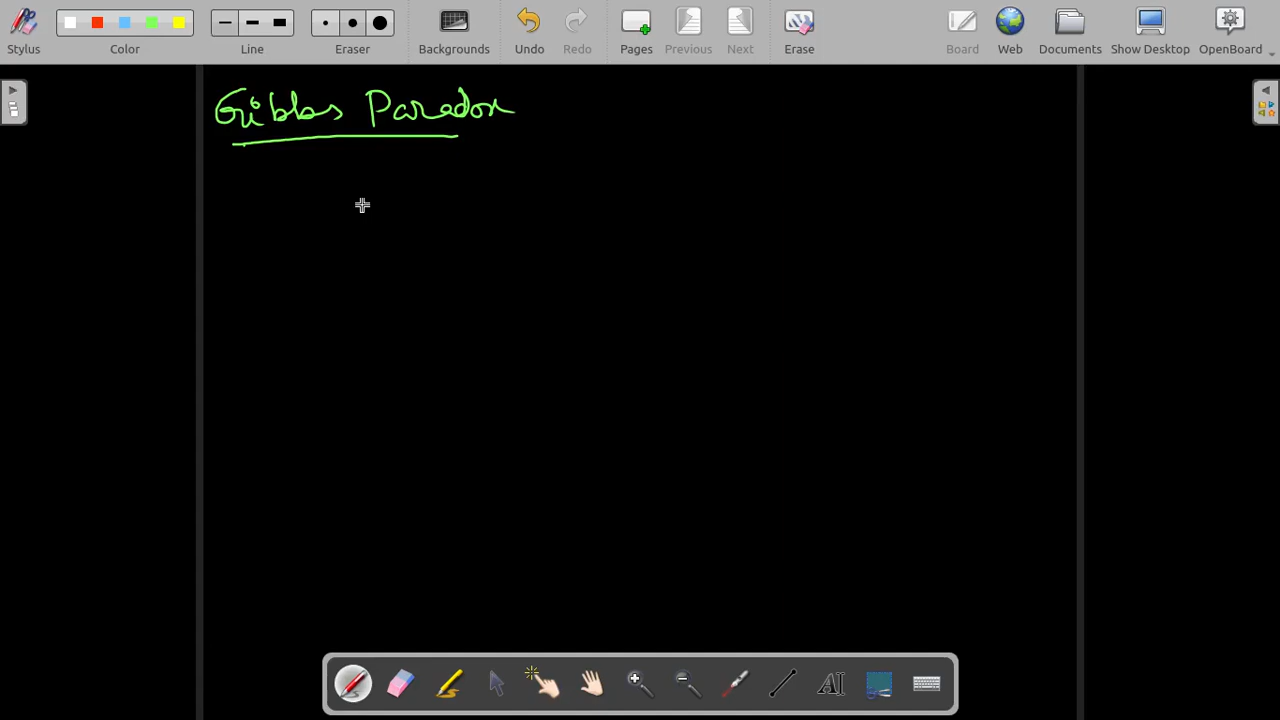 Stylus
Color
Line
Eraser
Backgrounds
Undo
Redo
Pages
Previous
Next
Erase
Board
Web
Documents
Show Desktop
OpenBoard
Gibbs Paradox
AI